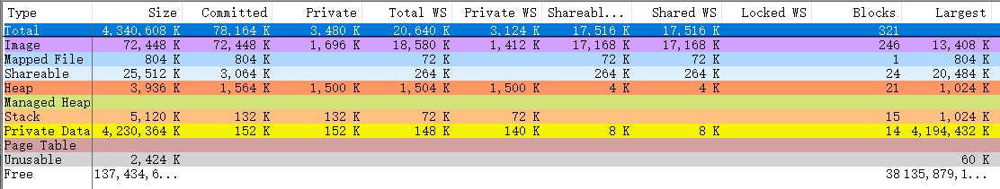 Type Size Committed Private Total WS Private WS Shareabl... Shared WS Locked WS Blocks Largest
Total 4,340,608 K 78,164 K 3,480 K 20,640 K 3,124 K 17,516 K 17,516 K 321
Image 72,448 K 72,448 K 1,696 K 18,580 K 1,412 K 17,168 K 17,168 K 246 13,408 K
Mapped File 804 K 804 K 72 K 72 K 72 K 1 804 K
Shareable 25,512 K 3,064 K 264 K 264 K 264 K 24 20,484 K
Heap 3,936 K 1,564 K 1,500 K 1,504 K 1,500 K 4 K 4 K 21 1,024 K
Managed Heap
Stack 5,120 K 132 K 132 K 72 K 72 K 15 1,024 K
Private Data 4,230,364 K 152 K 152 K 148 K 140 K 8 K 8 K 14 4,194,432 K
Page Table
Unusable 2,424 K 60 K
Free 137,434,6... 38 135,879,1...